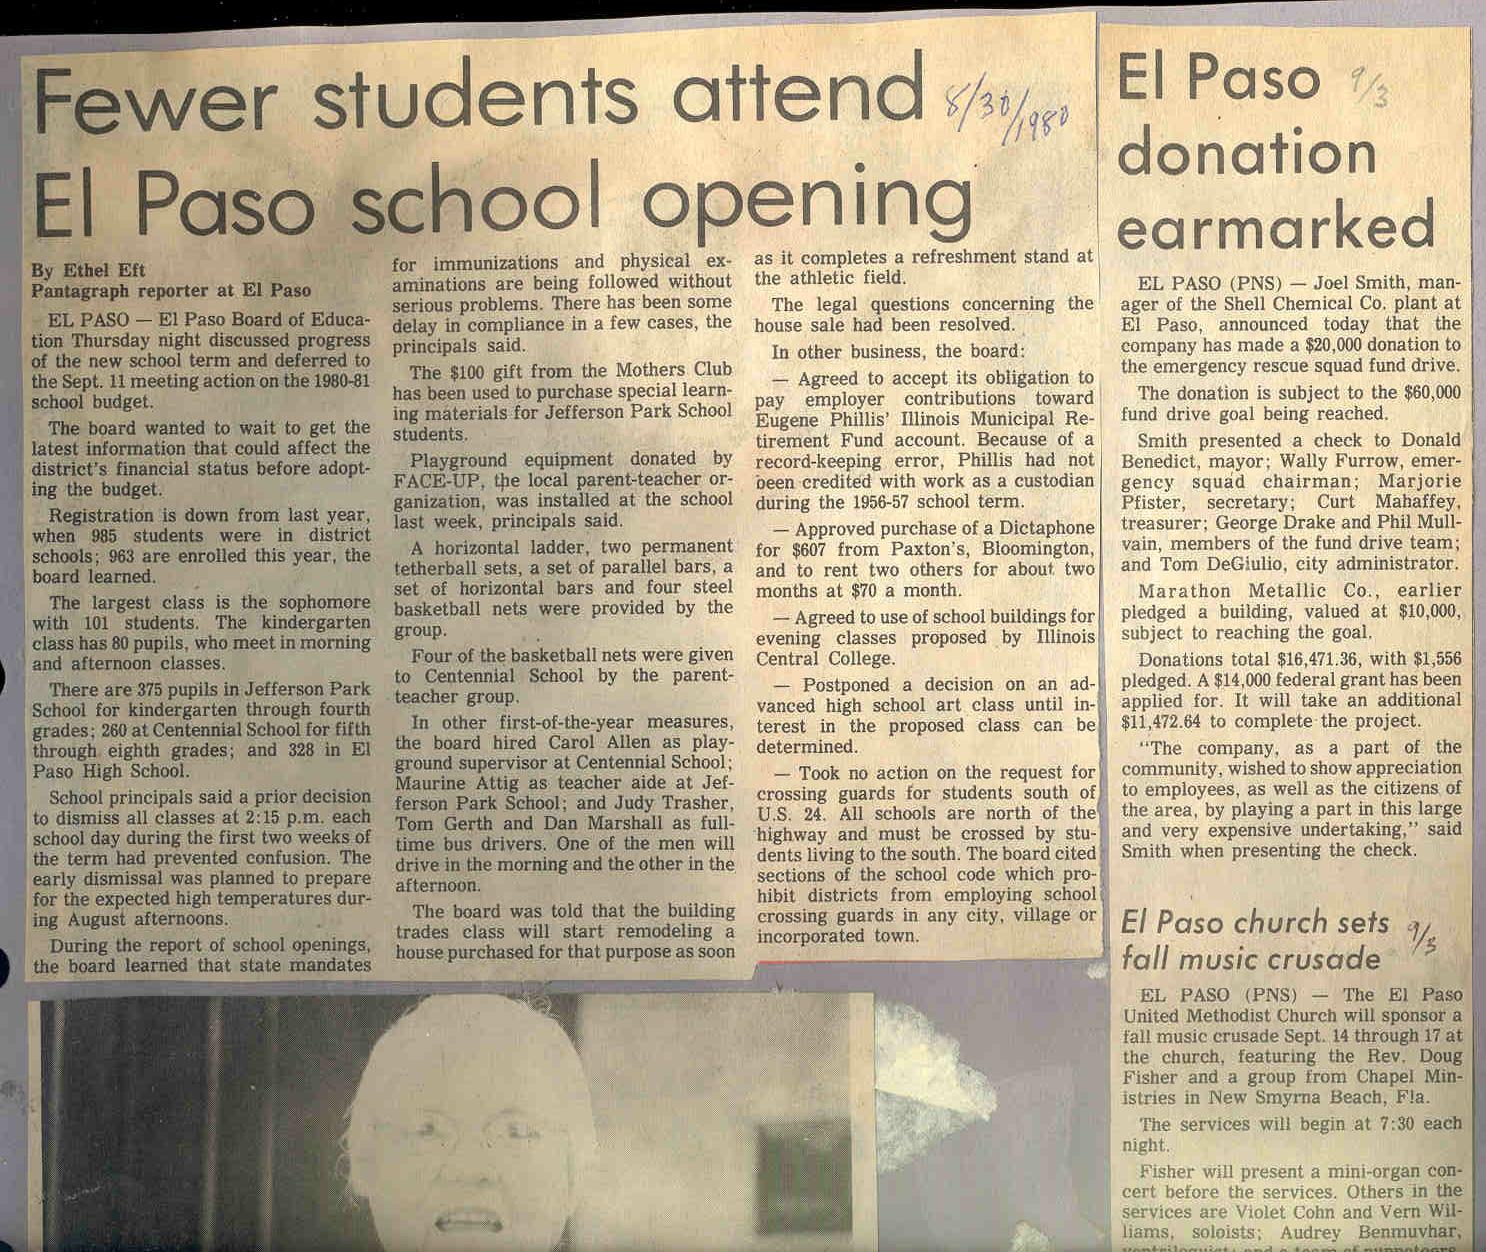 Fewer students attend
El Paso school opening
8/30/1980
By Ethel Eft
Pantagraph reporter at El Paso
EL PASO — El Paso Board of Educa-
tion Thursday night discussed progress
of the new school term and deferred to
the Sept. 11 meeting action on the 1980-81
school budget.
The board wanted to wait to get the
latest information that could affect the
district's financial status before adopt-
ing the budget.
Registration is down from last year,
when 985 students were in district
schools; 963 are enrolled this year, the
board learned.
The largest class is the sophomore
with 101 students. The kindergarten
class has 80 pupils, who meet in morning
and afternoon classes.
There are 375 pupils in Jefferson Park
School for kindergarten through fourth
grades; 260 at Centennial School for fifth
through eighth grades; and 328 in El
Paso High School.
School principals said a prior decision
to dismiss all classes at 2:15 p.m. each
school day during the first two weeks of
the term had prevented confusion. The
early dismissal was planned to prepare
for the expected high temperatures dur-
ing August afternoons.
During the report of school openings,
the board learned that state mandates
for immunizations and physical ex-
aminations are being followed without
serious problems. There has been some
delay in compliance in a few cases, the
principals said.
The $100 gift from the Mothers Club
has been used to purchase special learn-
ing materials for Jefferson Park School
students.
Playground equipment donated by
FACE-UP, the local parent-teacher or-
ganization, was installed at the school
last week, principals said.
A horizontal ladder, two permanent
tetherball sets, a set of parallel bars, a
set of horizontal bars and four steel
basketball nets were provided by the
group.
Four of the basketball nets were given
to Centennial School by the parent-
teacher group.
In other first-of-the-year measures,
the board hired Carol Allen as play-
ground supervisor at Centennial School;
Maurine Attig as teacher aide at Jef-
ferson Park School; and Judy Trasher,
Tom Gerth and Dan Marshall as full-
time bus drivers. One of the men will
drive in the morning and the other in the
afternoon.
The board was told that the building
trades class will start remodeling a
house purchased for that purpose as soon
as it completes a refreshment stand at
the athletic field.
The legal questions concerning the
house sale had been resolved.
In other business, the board:
— Agreed to accept its obligation to
pay employer contributions toward
Eugene Phillis' Illinois Municipal Re-
tirement Fund account. Because of a
record-keeping error, Phillis had not
been credited with work as a custodian
during the 1956-57 school term.
— Approved purchase of a Dictaphone
for $607 from Paxton's, Bloomington,
and to rent two others for about two
months at $70 a month.
— Agreed to use of school buildings for
evening classes proposed by Illinois
Central College.
— Postponed a decision on an ad-
vanced high school art class until in-
terest in the proposed class can be
determined.
— Took no action on the request for
crossing guards for students south of
U.S. 24. All schools are north of the
highway and must be crossed by stu-
dents living to the south. The board cited
sections of the school code which pro-
hibit districts from employing school
crossing guards in any city, village or
incorporated town.
El Paso 9/3
donation
earmarked
EL PASO (PNS) — Joel Smith, man-
ager of the Shell Chemical Co. plant at
El Paso, announced today that the
company has made a $20,000 donation to
the emergency rescue squad fund drive.
The donation is subject to the $60,000
fund drive goal being reached.
Smith presented a check to Donald
Benedict, mayor; Wally Furrow, emer-
gency squad chairman; Marjorie
Pfister, secretary; Curt Mahaffey,
treasurer; George Drake and Phil Mull-
vain, members of the fund drive team;
and Tom DeGiulio, city administrator.
Marathon Metallic Co., earlier
pledged a building, valued at $10,000,
subject to reaching the goal.
Donations total $16,471.36, with $1,556
pledged. A $14,000 federal grant has been
applied for. It will take an additional
$11,472.64 to complete the project.
"The company, as a part of the
community, wished to show appreciation
to employees, as well as the citizens of
the area, by playing a part in this large
and very expensive undertaking," said
Smith when presenting the check.
El Paso church sets 9/3
fall music crusade
EL PASO (PNS) — The El Paso
United Methodist Church will sponsor a
fall music crusade Sept. 14 through 17 at
the church, featuring the Rev. Doug
Fisher and a group from Chapel Min-
istries in New Smyrna Beach, Fla.
The services will begin at 7:30 each
night.
Fisher will present a mini-organ con-
cert before the services. Others in the
services are Violet Cohn and Vern Wil-
liams, soloists; Audrey Benmuvhar,